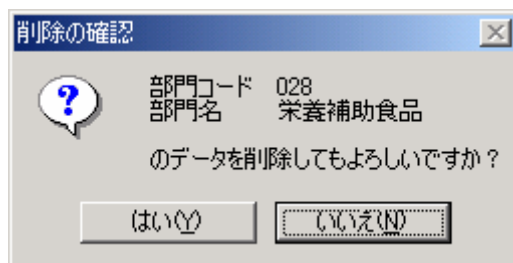 削除の確認
部門コード 028
部門名 栄養補助食品
のデータを削除してもよろしいですか？
はい(Y) いいえ(N)